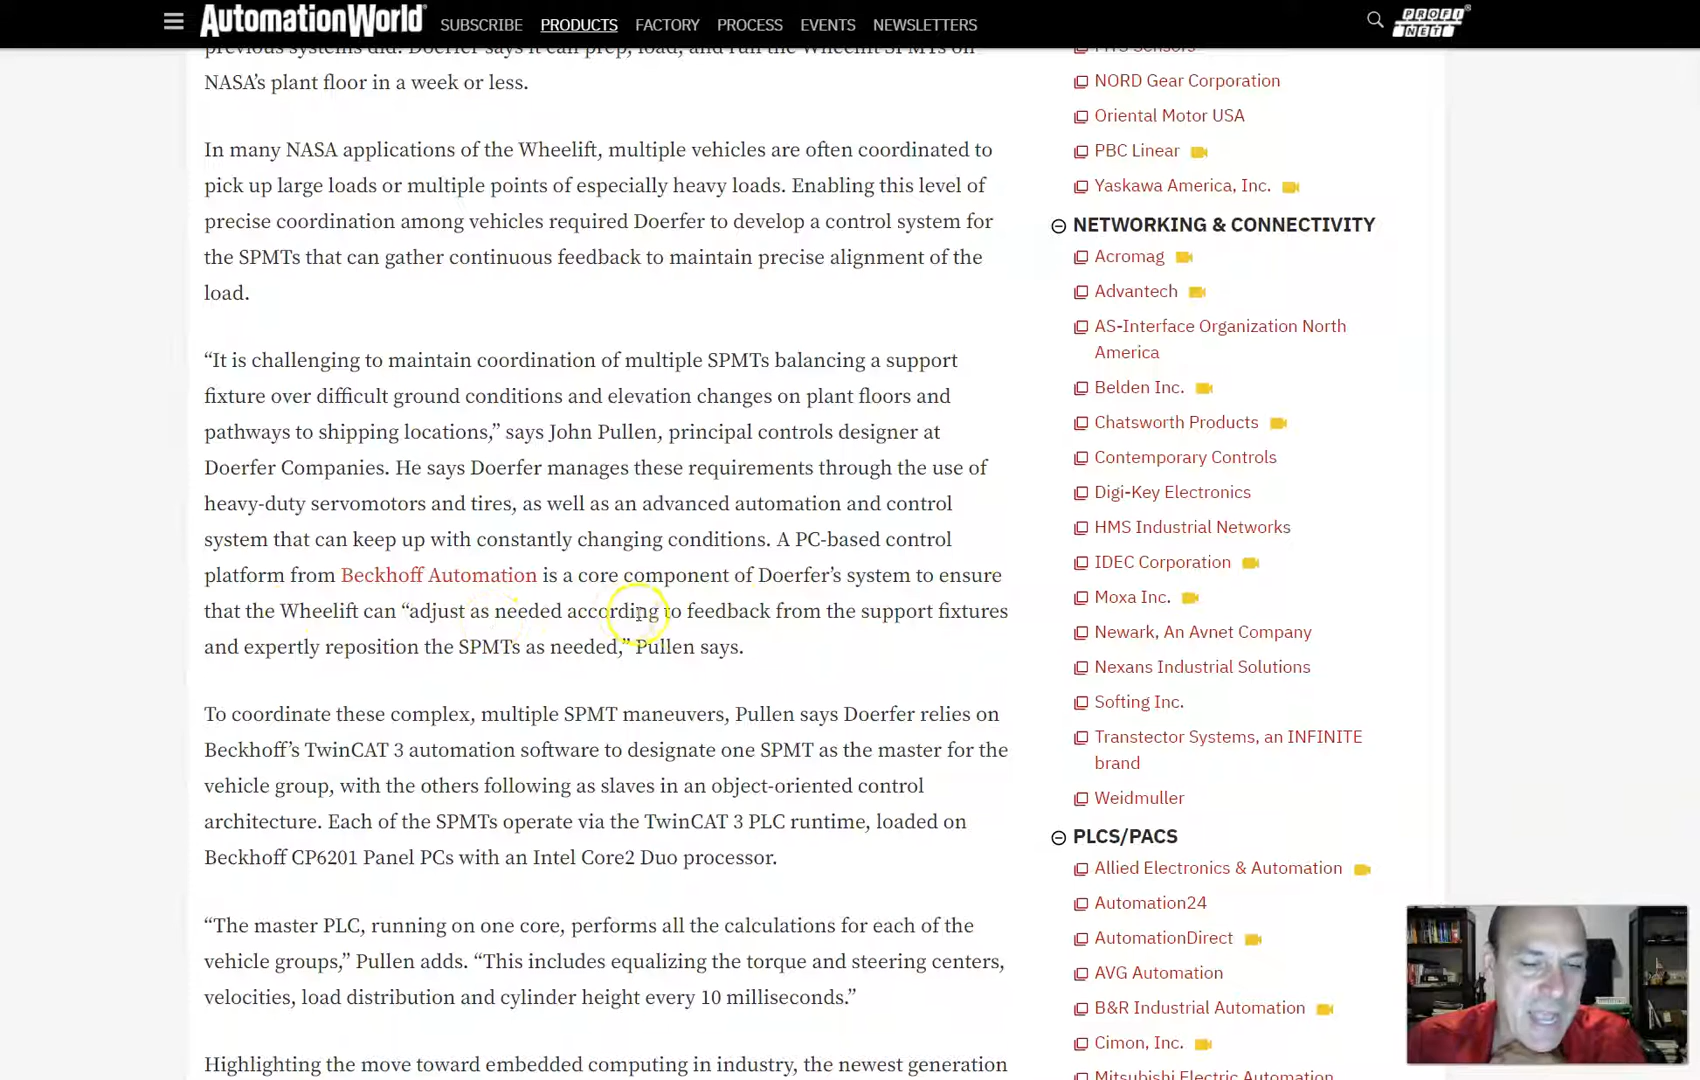 AutomationWorld
SUBSCRIBE
PRODUCTS
FACTORY
PROCESS
EVENTS
NEWSLETTERS
PROFI
NET
previous systems did. Doerfer says it can prep, load, and run the Wheelift SPMTs on
NASA’s plant floor in a week or less.
In many NASA applications of the Wheelift, multiple vehicles are often coordinated to
pick up large loads or multiple points of especially heavy loads. Enabling this level of
precise coordination among vehicles required Doerfer to develop a control system for
the SPMTs that can gather continuous feedback to maintain precise alignment of the
load.
“It is challenging to maintain coordination of multiple SPMTs balancing a support
fixture over difficult ground conditions and elevation changes on plant floors and
pathways to shipping locations,” says John Pullen, principal controls designer at
Doerfer Companies. He says Doerfer manages these requirements through the use of
heavy-duty servomotors and tires, as well as an advanced automation and control
system that can keep up with constantly changing conditions. A PC-based control
platform from Beckhoff Automation is a core component of Doerfer’s system to ensure
that the Wheelift can “adjust as needed according to feedback from the support fixtures
and expertly reposition the SPMTs as needed,” Pullen says.
To coordinate these complex, multiple SPMT maneuvers, Pullen says Doerfer relies on
Beckhoff’s TwinCAT 3 automation software to designate one SPMT as the master for the
vehicle group, with the others following as slaves in an object-oriented control
architecture. Each of the SPMTs operate via the TwinCAT 3 PLC runtime, loaded on
Beckhoff CP6201 Panel PCs with an Intel Core2 Duo processor.
“The master PLC, running on one core, performs all the calculations for each of the
vehicle groups,” Pullen adds. “This includes equalizing the torque and steering centers,
velocities, load distribution and cylinder height every 10 milliseconds.”
Highlighting the move toward embedded computing in industry, the newest generation
Sensors
NORD Gear Corporation
Oriental Motor USA
PBC Linear
Yaskawa America, Inc.
NETWORKING & CONNECTIVITY
Acromag
Advantech
AS-Interface Organization North
America
Belden Inc.
Chatsworth Products
Contemporary Controls
Digi-Key Electronics
HMS Industrial Networks
IDEC Corporation
Moxa Inc.
Newark, An Avnet Company
Nexans Industrial Solutions
Softing Inc.
Transtector Systems, an INFINITE
brand
Weidmuller
PLCS/PACS
Allied Electronics & Automation
Automation24
AutomationDirect
AVG Automation
B&R Industrial Automation
Cimon, Inc.
Mitsubishi Electric Automation